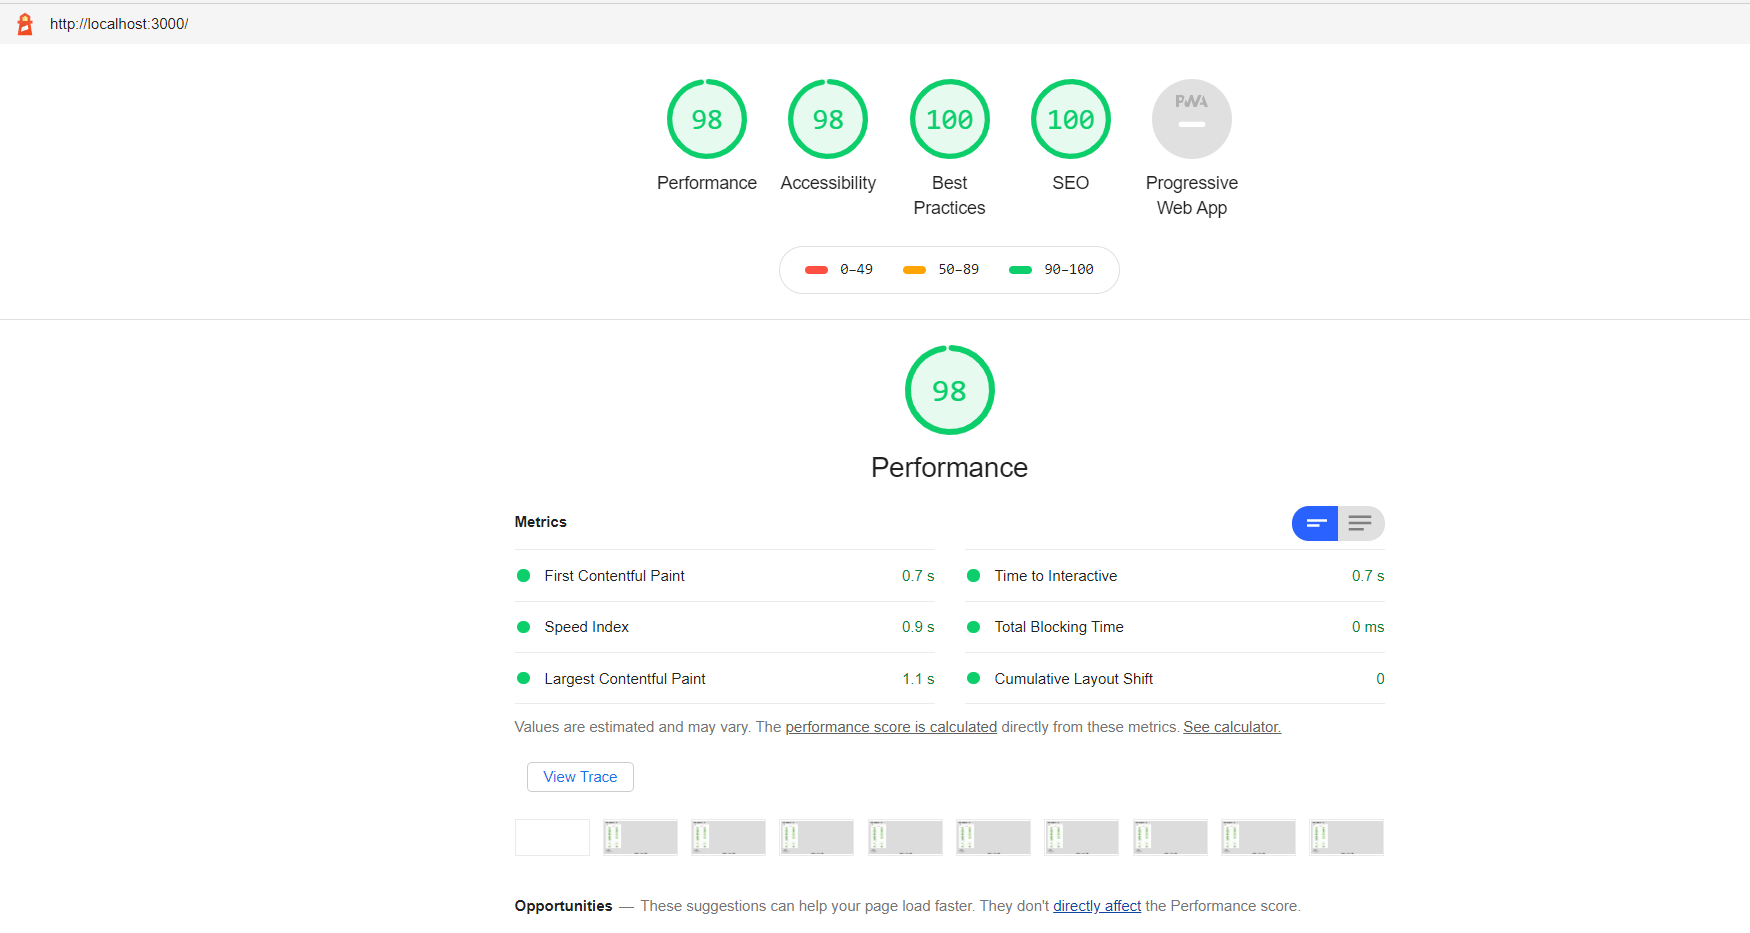 http://localhost:3000/
98
98
100
100
PWA
Performance
Accessibility
Best
Practices
SEO
Progressive
Web App
0–49
50–89
90–100
98
Performance
Metrics
First Contentful Paint
0.7 s
Time to Interactive
0.7 s
Speed Index
0.9 s
Total Blocking Time
0 ms
Largest Contentful Paint
1.1 s
Cumulative Layout Shift
0
Values are estimated and may vary. The performance score is calculated directly from these metrics. See calculator.
View Trace
Opportunities — These suggestions can help your page load faster. They don't directly affect the Performance score.